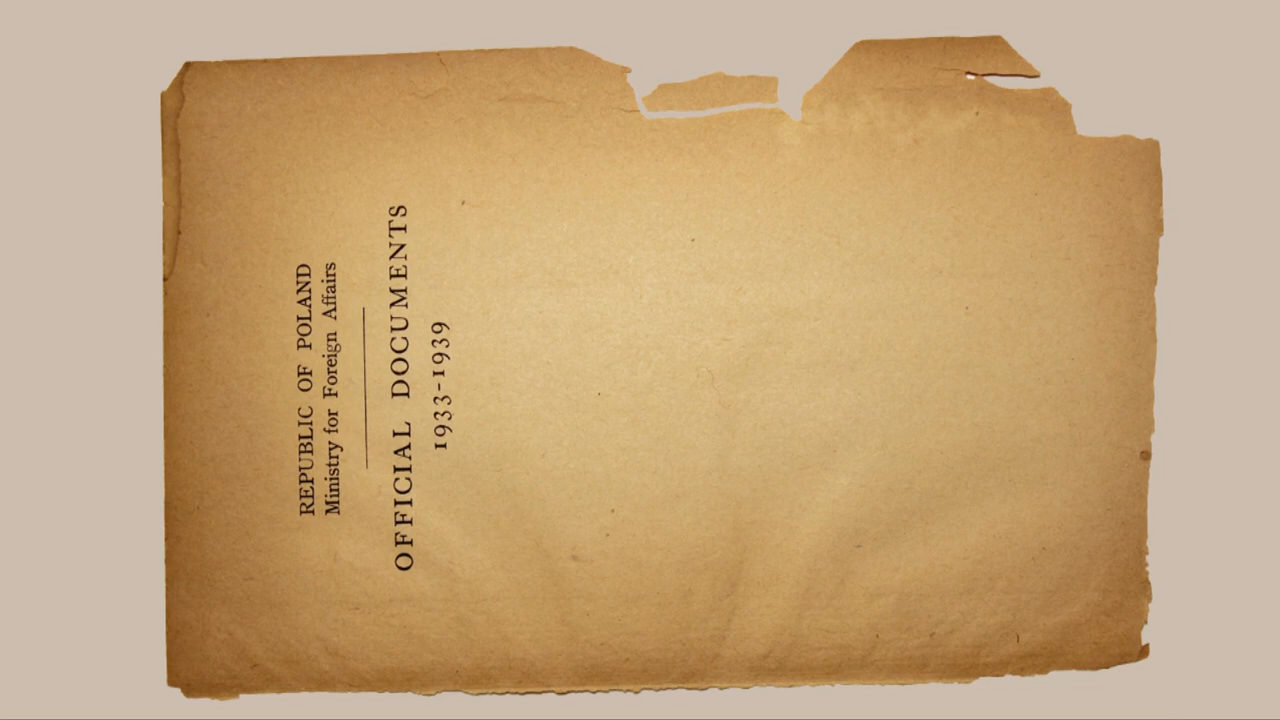 REPUBLIC OF POLAND
Ministry for Foreign Affairs
OFFICIAL DOCUMENTS
1933-1939